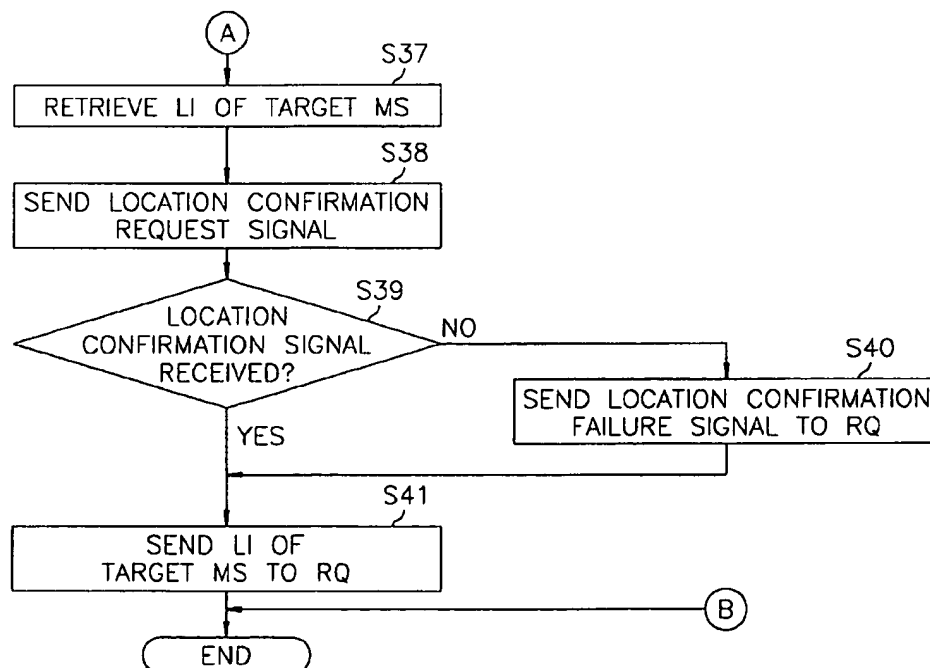 A
S37
RETRIEVE LI OF TARGET MS
S38
SEND LOCATION CONFIRMATION
REQUEST SIGNAL
S39
LOCATION
CONFIRMATION SIGNAL
RECEIVED?
NO
S40
SEND LOCATION CONFIRMATION
FAILURE SIGNAL TO RQ
YES
S41
SEND LI OF
TARGET MS TO RQ
B
END